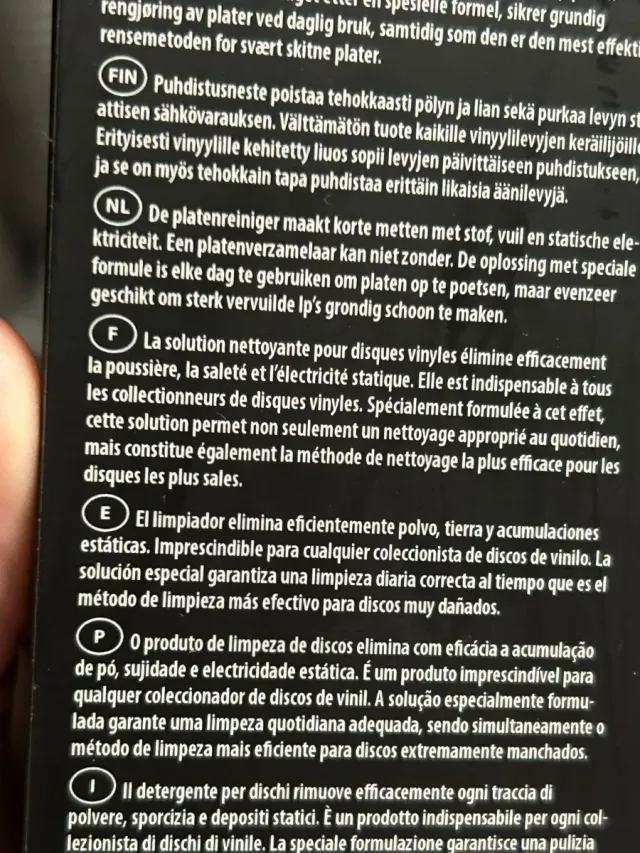 en spesielle formel, sikrer grundig
rengjøring av plater ved daglig bruk, samtidig som den er den mest effekti
rensemetoden for svært skitne plater.
FIN Puhdistusneste poistaa tehokkaasti pölyn ja lian sekä purkaa levyn st
attisen sähkövarauksen. Välttämätön tuote kaikille vinyylilevyjen keräilijöille
Erityisesti vinyylille kehitetty liuos sopii levyjen päivittäiseen puhdistukseen,
ja se on myös tehokkain tapa puhdistaa erittäin likaisia äänilevyjä.
NL De platenreiniger maakt korte metten met stof, vuil en statische ele-
ktriciteit. Een platenverzamelaar kan niet zonder. De oplossing met speciale
formule is elke dag te gebruiken om platen op te poetsen, maar evenzeer
geschikt om sterk vervuilde lp's grondig schoon te maken.
F La solution nettoyante pour disques vinyles élimine efficacement
la poussière, la saleté et l'électricité statique. Elle est indispensable à tous
les collectionneurs de disques vinyles. Spécialement formulée à cet effet,
cette solution permet non seulement un nettoyage approprié au quotidien,
mais constitue également la méthode de nettoyage la plus efficace pour les
disques les plus sales.
E El limpiador elimina eficientemente polvo, tierra y acumulaciones
estáticas. Imprescindible para cualquier coleccionista de discos de vinilo. La
solución especial garantiza una limpieza diaria correcta al tiempo que es el
método de limpieza más efectivo para discos muy dañados.
P O produto de limpeza de discos elimina com eficácia a acumulação
de pó, sujidade e electricidade estática. É um produto imprescindível para
qualquer coleccionador de discos de vinil. A solução especialmente formu-
lada garante uma limpeza quotidiana adequada, sendo simultaneamente o
método de limpeza mais eficiente para discos extremamente manchados.
I Il detergente per dischi rimuove efficacemente ogni traccia di
polvere, sporcizia e depositi statici. È un prodotto indispensabile per ogni col-
lezionista di dischi di vinile. La speciale formulazione garantisce una pulizia